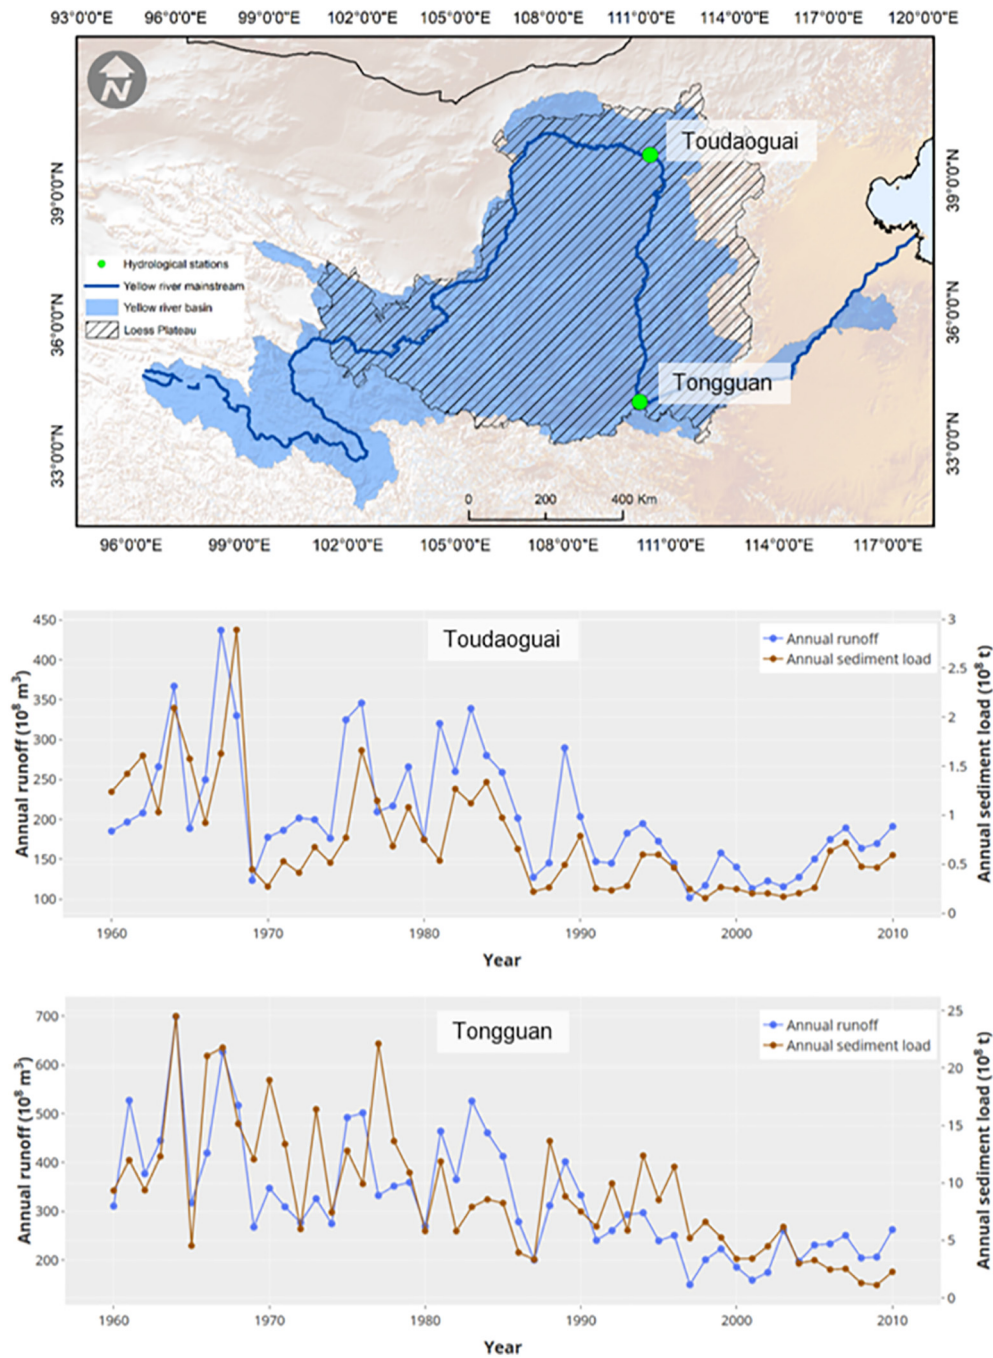 93°0'0"E 96°0'0"E 99°0'0"E 102°0'0"E 105°0'0"E 108°0'0"E 111°0'0"E 114°0'0"E 117°0'0"E 120°0'0"E
N
Toudaoguai
39°0'0"N 39°0'0"N
Hydrological stations
Yellow river mainstream
Yellow river basin
Loess Plateau
36°0'0"N 36°0'0"N
Tongguan
33°0'0"N 33°0'0"N
0 200 400 Km
96°0'0"E 99°0'0"E 102°0'0"E 105°0'0"E 108°0'0"E 111°0'0"E 114°0'0"E 117°0'0"E
Toudaoguai
Annual runoff
Annual sediment load
Annual runoff (10⁸ m³)
450
400
350
300
250
200
150
100
3
2.5
2
1.5
1
0.5
0
Annual sediment load (10⁸ t)
1960 1970 1980 1990 2000 2010
Year
Tongguan
Annual runoff
Annual sediment load
Annual runoff (10⁸ m³)
700
600
500
400
300
200
25
20
15
10
5
0
Annual sediment load (10⁸ t)
1960 1970 1980 1990 2000 2010
Year